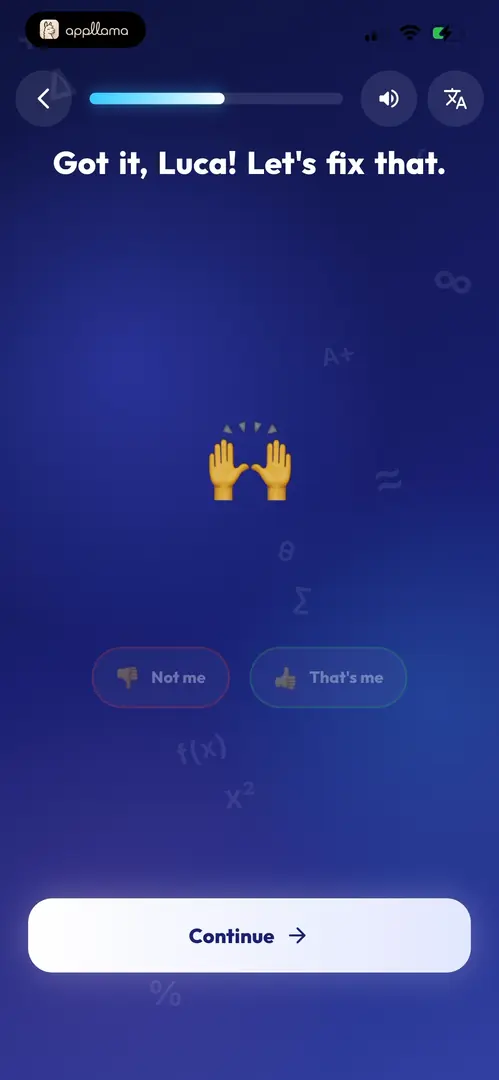 appllama
Got it, Luca! Let's fix that.
∞
A+
≈
θ
Σ
Not me
That's me
f(x)
x²
Continue →
%